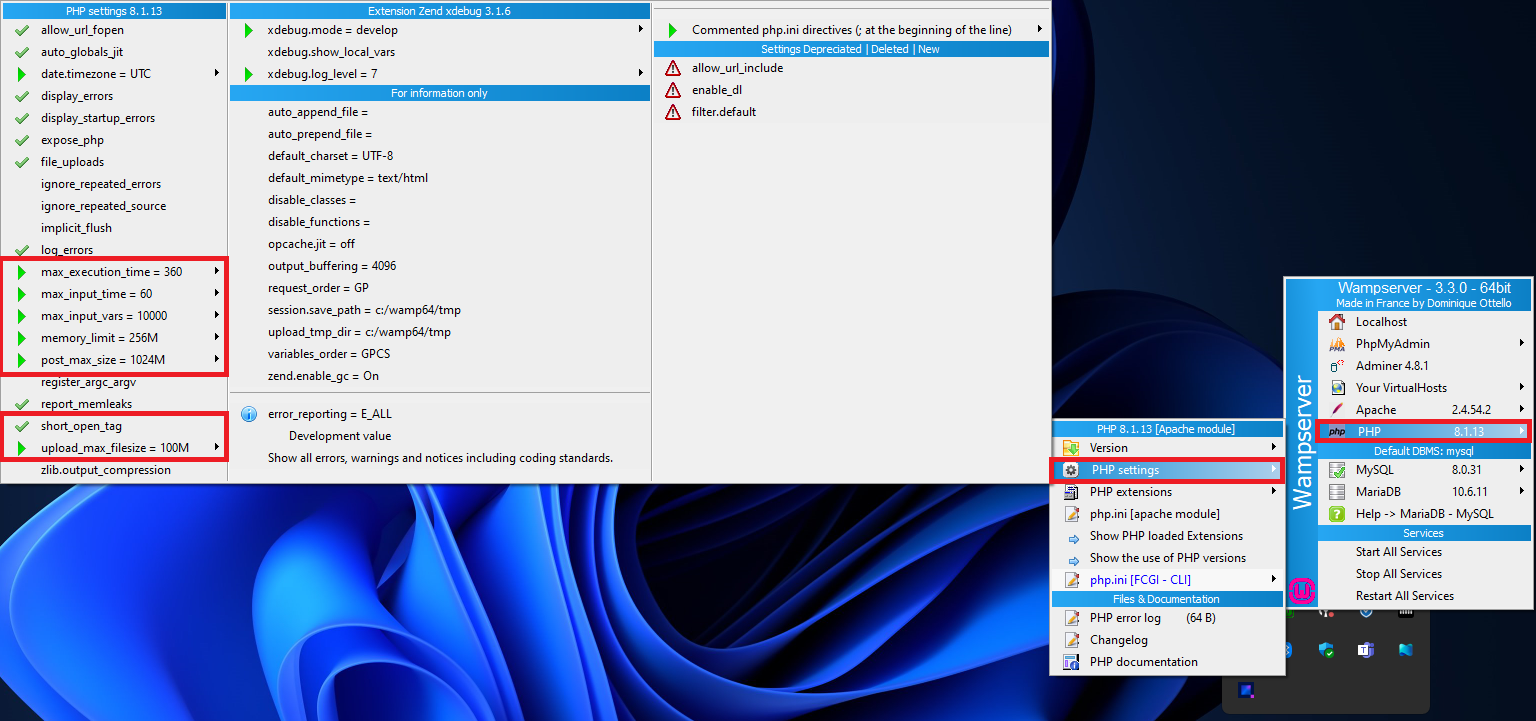 PHP settings 8.1.13
allow_url_fopen
auto_globals_jit
date.timezone = UTC
display_errors
display_startup_errors
expose_php
file_uploads
ignore_repeated_errors
ignore_repeated_source
implicit_flush
log_errors
max_execution_time = 360
max_input_time = 60
max_input_vars = 10000
memory_limit = 256M
post_max_size = 1024M
register_argc_argv
report_memleaks
short_open_tag
upload_max_filesize = 100M
zlib.output_compression
Extension Zend xdebug 3.1.6
xdebug.mode = develop
xdebug.show_local_vars
xdebug.log_level = 7
For information only
auto_append_file =
auto_prepend_file =
default_charset = UTF-8
default_mimetype = text/html
disable_classes =
disable_functions =
opcache.jit = off
output_buffering = 4096
request_order = GP
session.save_path = c:/wamp64/tmp
upload_tmp_dir = c:/wamp64/tmp
variables_order = GPCS
zend.enable_gc = On
error_reporting = E_ALL
Development value
Show all errors, warnings and notices including coding standards.
Commented php.ini directives (; at the beginning of the line)
Settings Depreciated | Deleted | New
allow_url_include
enable_dl
filter.default
PHP 8.1.13 [Apache module]
Version
PHP settings
PHP extensions
php.ini [apache module]
Show PHP loaded Extensions
Show the use of PHP versions
php.ini [FCGI - CLI]
Files & Documentation
PHP error log (64 B)
Changelog
PHP documentation
Wampserver
Wampserver - 3.3.0 - 64bit
Made in France by Dominique Ottello
Localhost
PhpMyAdmin
Adminer 4.8.1
Your VirtualHosts
Apache 2.4.54.2
php PHP 8.1.13
Default DBMS: mysql
MySQL 8.0.31
MariaDB 10.6.11
Help -> MariaDB - MySQL
Services
Start All Services
Stop All Services
Restart All Services